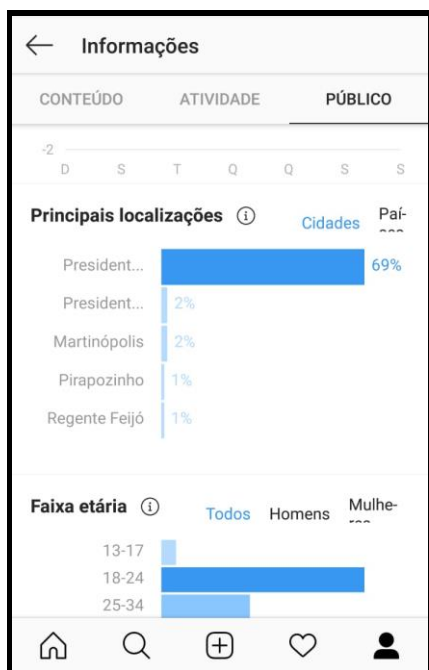 Informações
CONTEÚDO ATIVIDADE PÚBLICO
-2
D S T Q Q S S
Principais localizações Cidades Paí-
President... 69%
President... 2%
Martinópolis 2%
Pirapozinho 1%
Regente Feijó 1%
Faixa etária Todos Homens Mulhe-
13-17
18-24
25-34